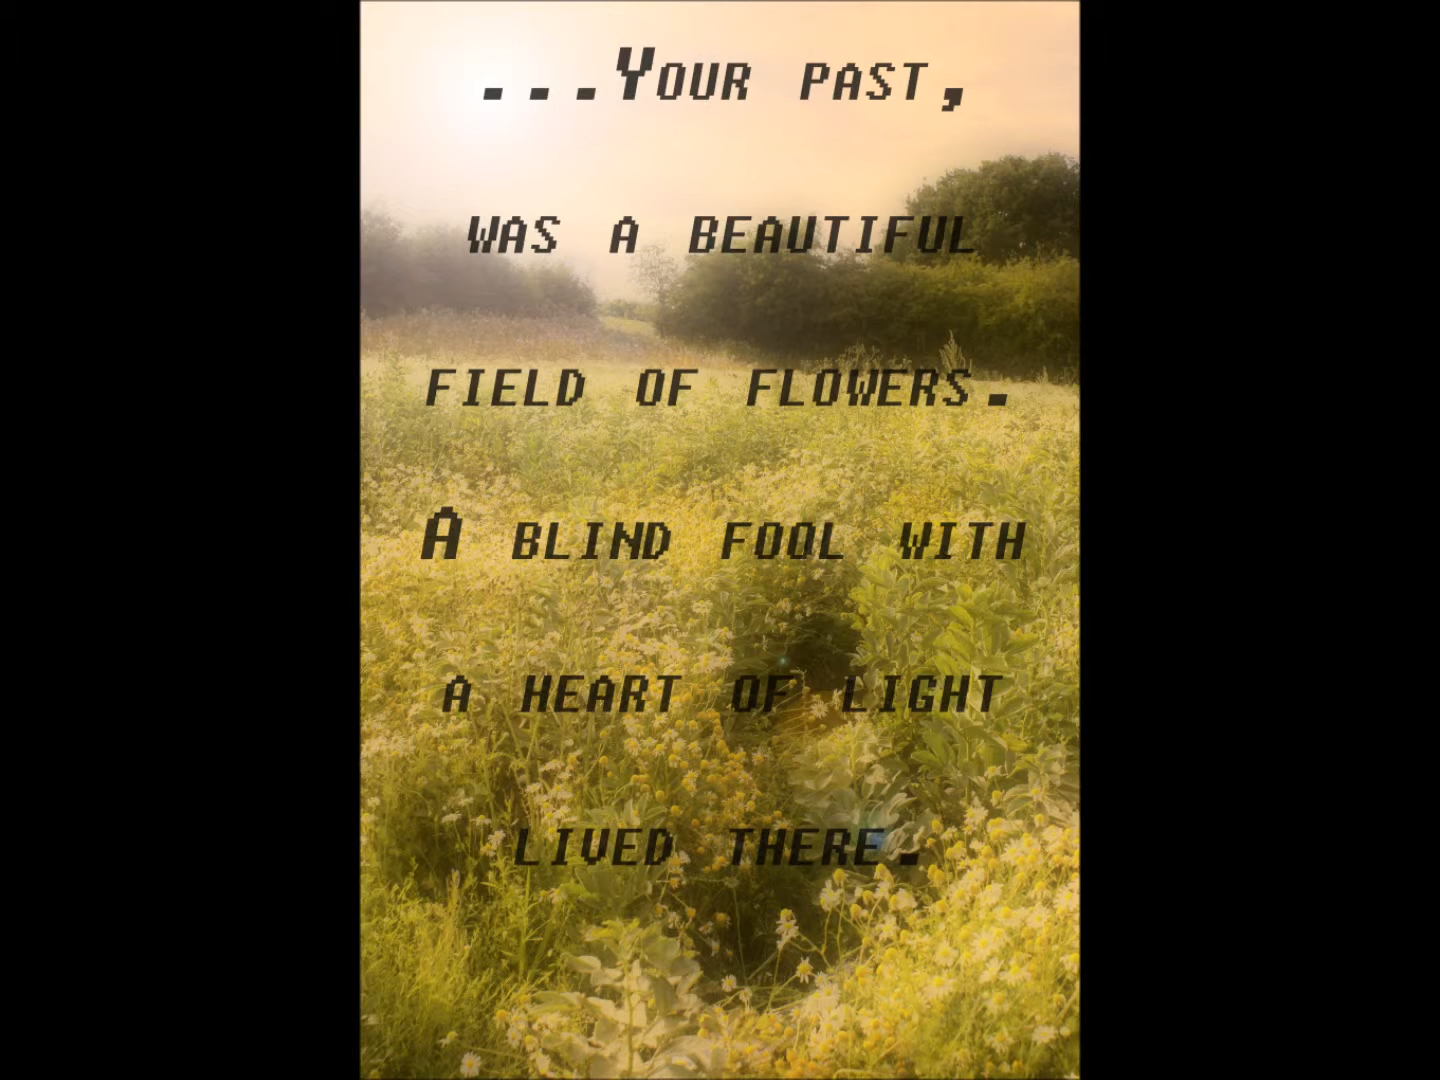 ...Your past,
was a beautiful
field of flowers.
A blind fool with
a heart of light
lived there.